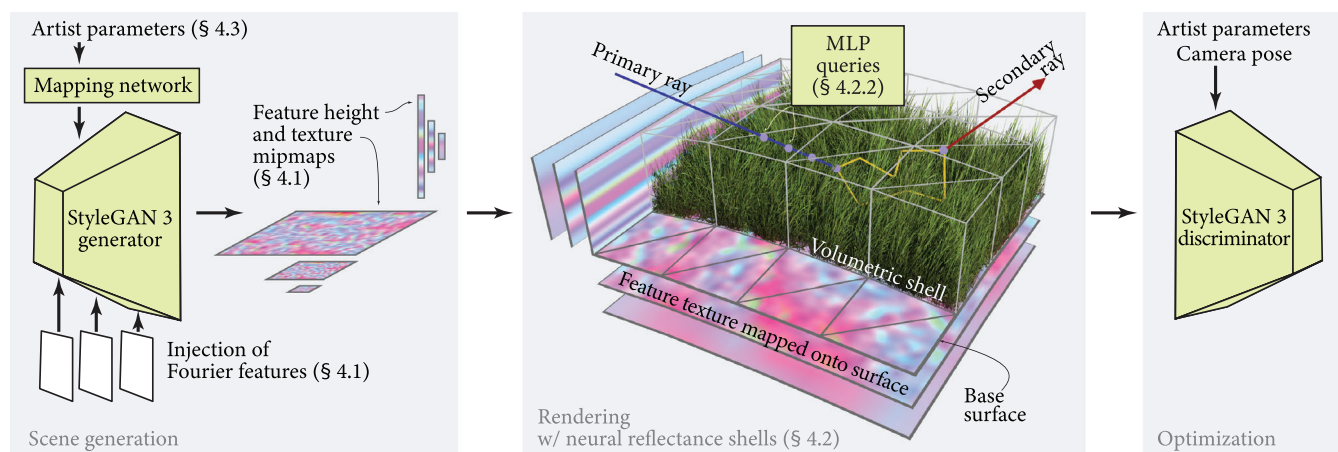 Artist parameters (§ 4.3)
Mapping network
Feature height
and texture
mipmaps
(§ 4.1)
StyleGAN 3
generator
Injection of
Fourier features (§ 4.1)
Scene generation
Primary ray
MLP
queries
(§ 4.2.2)
Secondary
ray
Volumetric shell
Feature texture mapped onto surface
Base
surface
Rendering
w/ neural reflectance shells (§ 4.2)
Artist parameters
Camera pose
StyleGAN 3
discriminator
Optimization